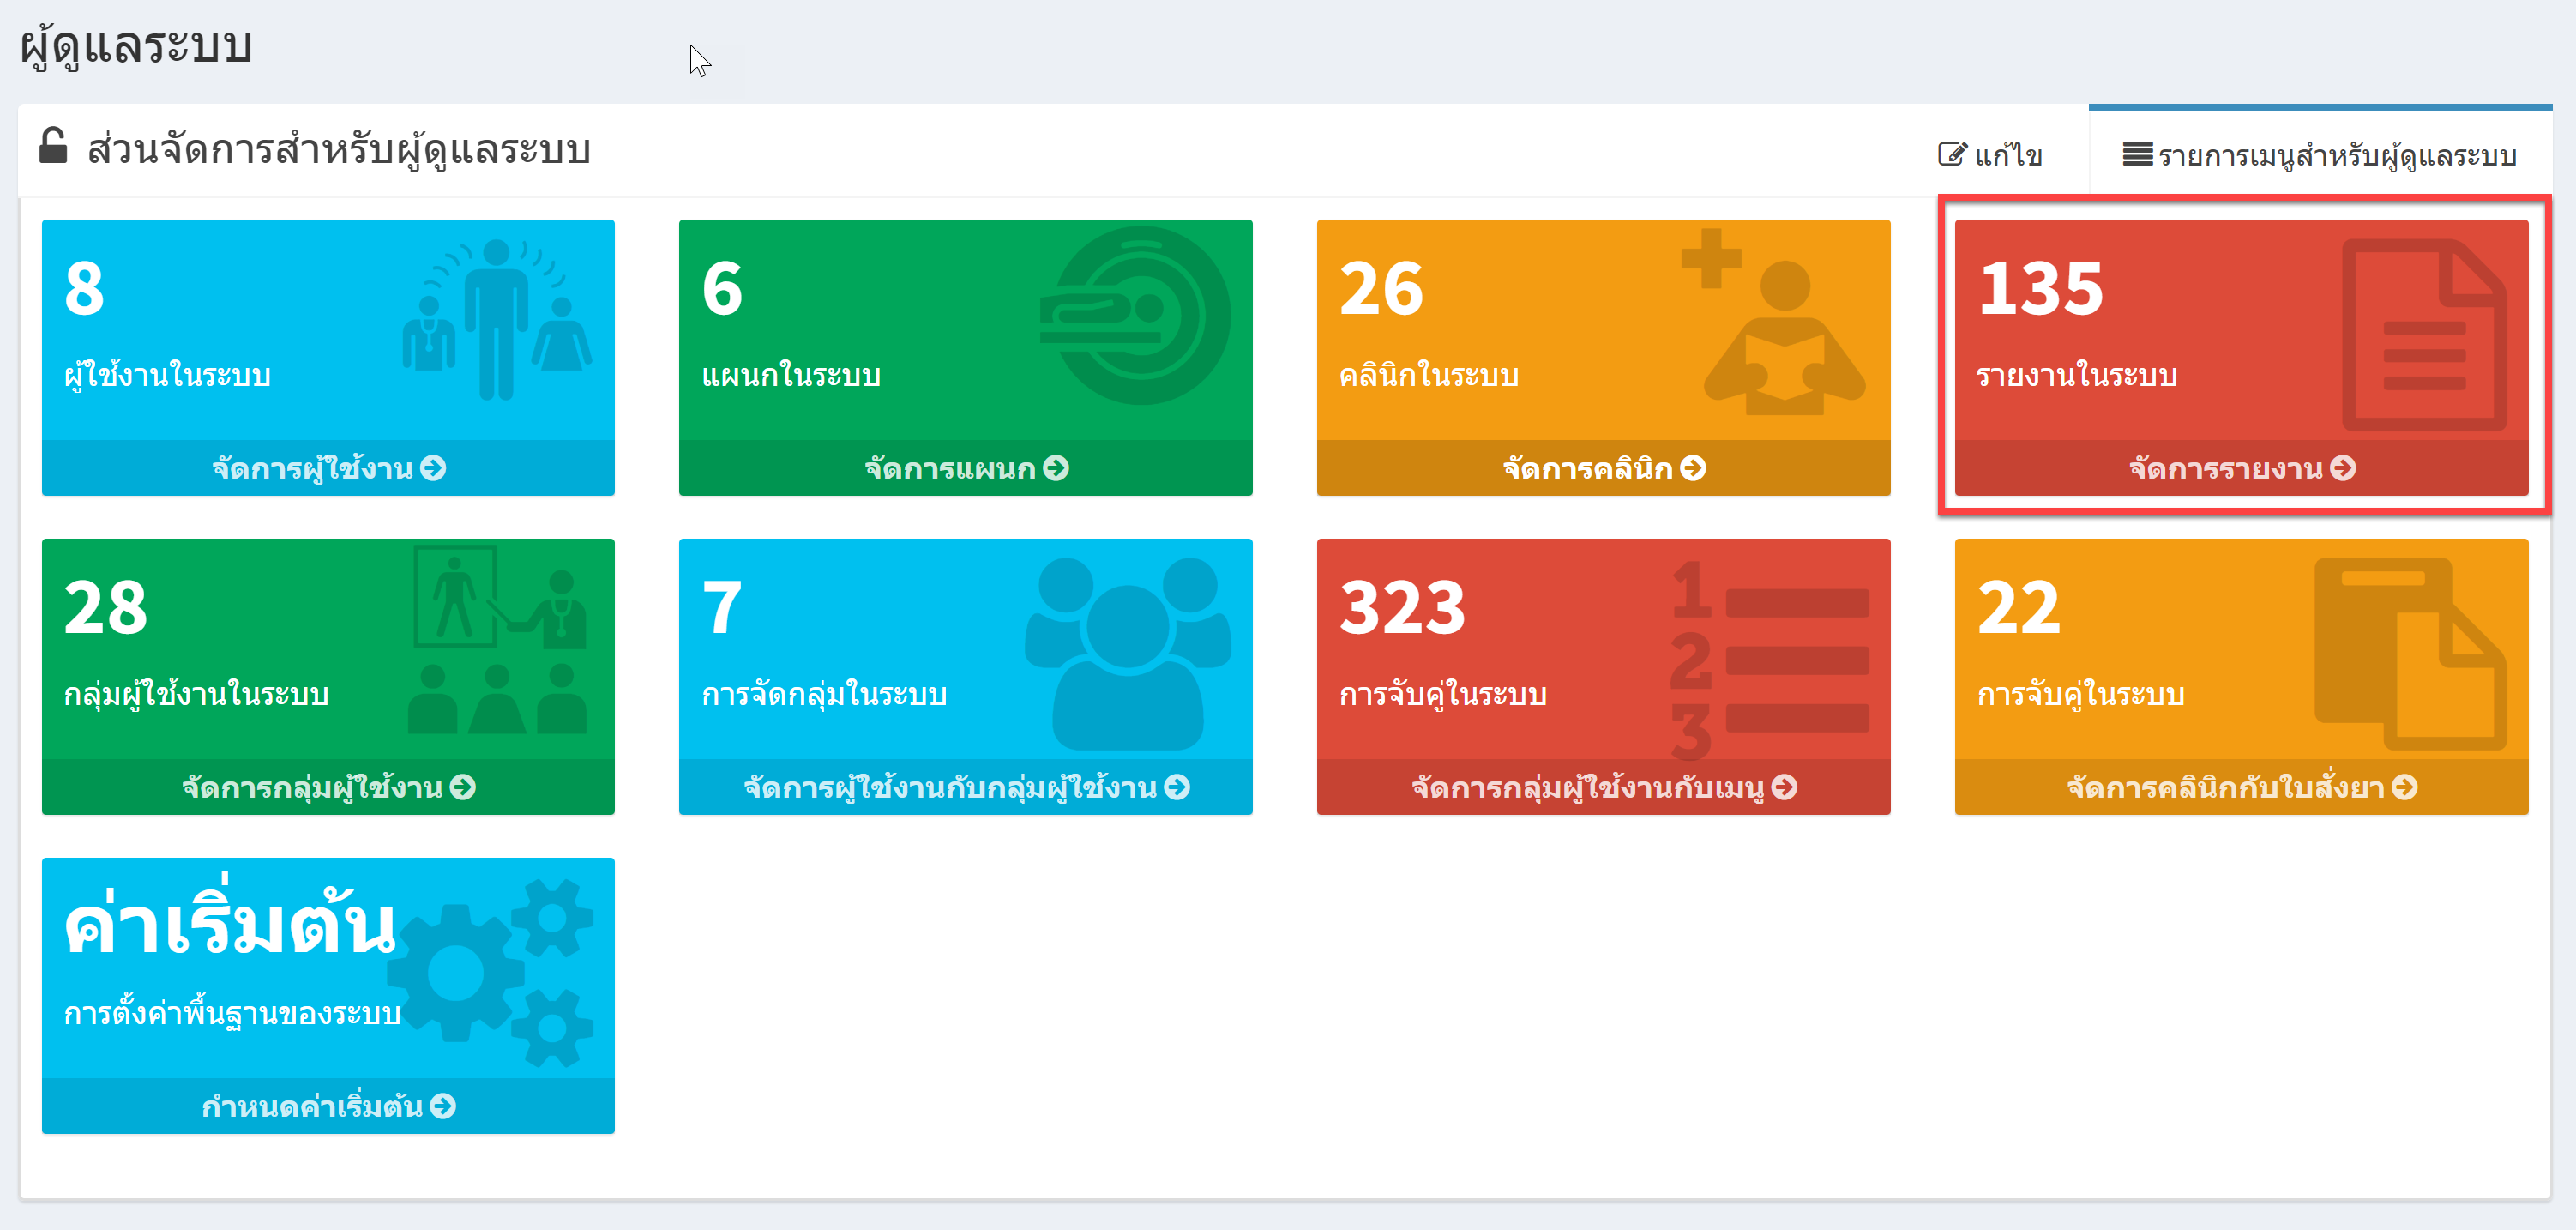 ผู้ดูแลระบบ
ส่วนจัดการสำหรับผู้ดูแลระบบ
แก้ไข
รายการเมนูสำหรับผู้ดูแลระบบ
8
ผู้ใช้งานในระบบ
จัดการผู้ใช้งาน
6
แผนกในระบบ
จัดการแผนก
26
คลินิกในระบบ
จัดการคลินิก
135
รายงานในระบบ
จัดการรายงาน
28
กลุ่มผู้ใช้งานในระบบ
จัดการกลุ่มผู้ใช้งาน
7
การจัดกลุ่มในระบบ
จัดการผู้ใช้งานกับกลุ่มผู้ใช้งาน
323
การจับคู่ในระบบ
1
2
3
จัดการกลุ่มผู้ใช้งานกับเมนู
22
การจับคู่ในระบบ
จัดการคลินิกกับใบสั่งยา
ค่าเริ่มต้น
การตั้งค่าพื้นฐานของระบบ
กำหนดค่าเริ่มต้น